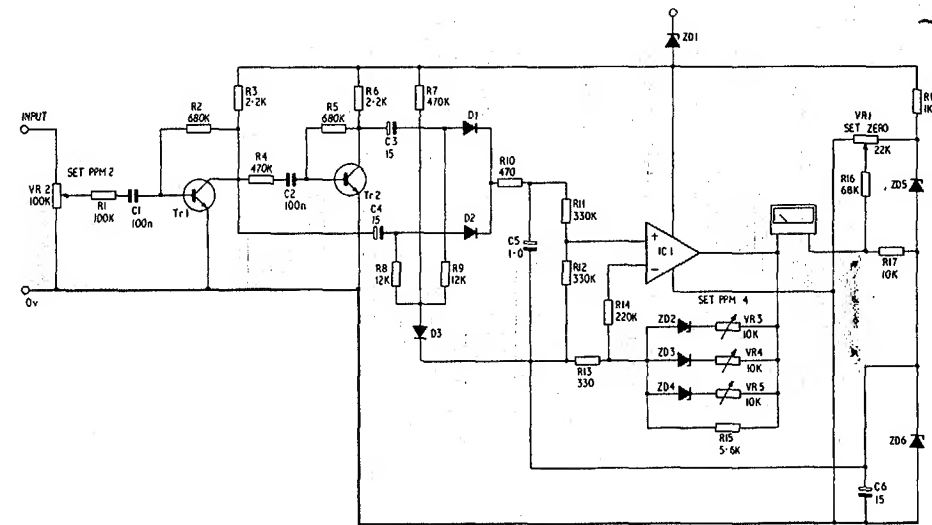 ZD1
R3
2·2K
R6
2·2K
R7
470K
R1
1K
INPUT
R2
680K
R5
680K
D1
VR1
SET ZERO
22K
C3
15
R4
470K
R10
470
SET PPM 2
VR 2
100K
R1
100K
C1
100n
Tr1
C2
100n
Tr2
C4
15
D2
R11
330K
R16
68K
ZD5
C5
1·0
+
IC1
−
R17
10K
R8
12K
R9
12K
R12
330K
0v
R14
220K
SET PPM 4
D3
ZD2
VR3
10K
R13
330
ZD3
VR4
10K
ZD4
VR5
10K
R15
5·6K
ZD6
C6
15